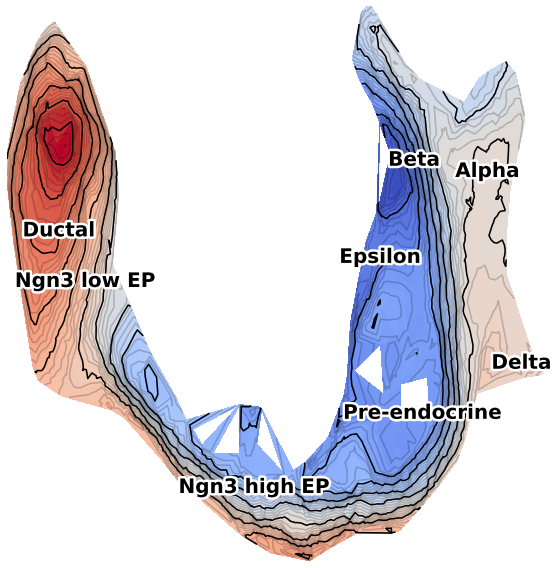 Beta
Alpha
Ductal
Epsilon
Ngn3 low EP
Delta
Pre-endocrine
Ngn3 high EP